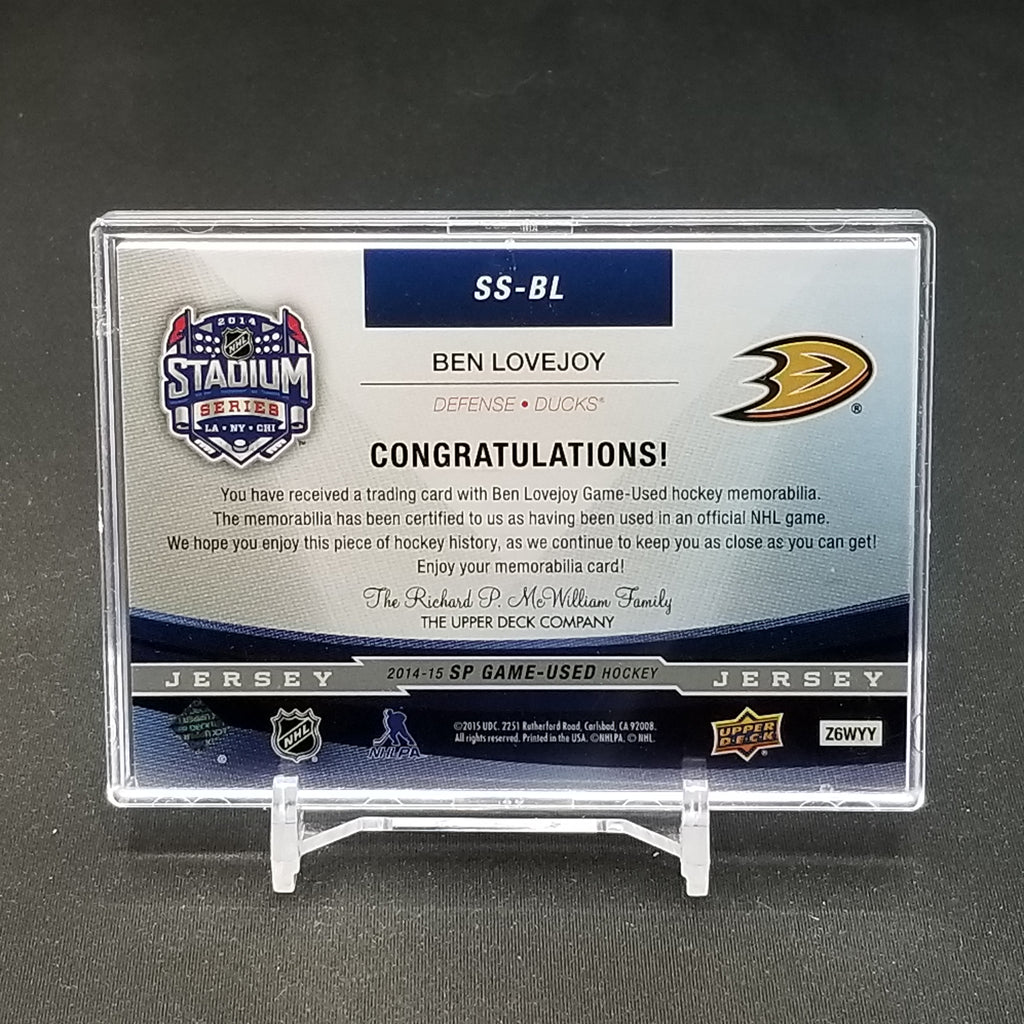 SS-BL
2014
NHL
STADIUM
SERIES
LA • NY • CHI
™
BEN LOVEJOY
DEFENSE • DUCKS®
®
CONGRATULATIONS!
You have received a trading card with Ben Lovejoy Game-Used hockey memorabilia.
The memorabilia has been certified to us as having been used in an official NHL game.
We hope you enjoy this piece of hockey history, as we continue to keep you as close as you can get!
Enjoy your memorabilia card!
The Richard P. McWilliam Family
THE UPPER DECK COMPANY
JERSEY
2014-15 SP GAME-USED HOCKEY
JERSEY
®
NHL
®
NHLPA
©2015 UDC. 2251 Rutherford Road, Carlsbad, CA 92008.
All rights reserved. Printed in the USA. ©NHLPA. © NHL.
UPPER
DECK
®
Z6WYY